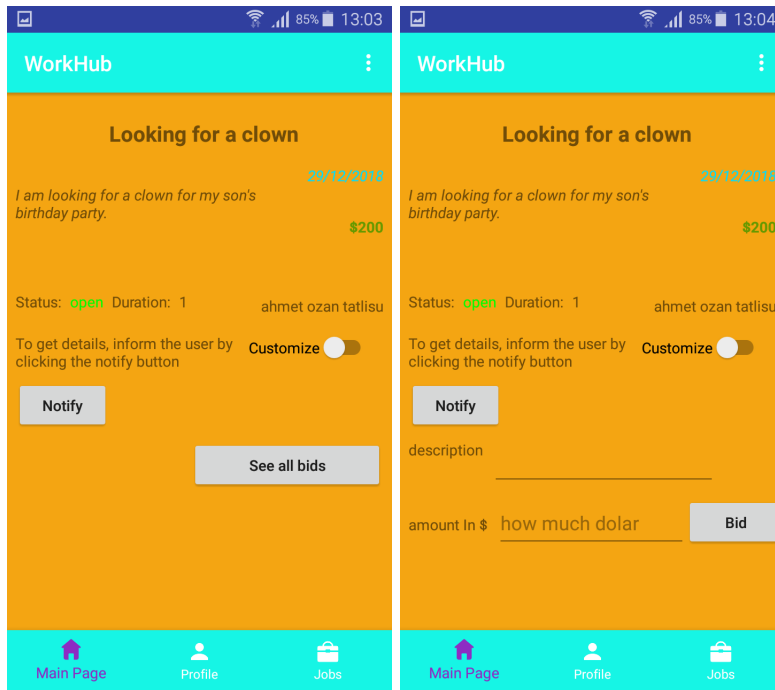 85% 13:03
WorkHub
Looking for a clown
29/12/2018
I am looking for a clown for my son's
birthday party.
$200
Status: open Duration: 1
ahmet ozan tatlisu
To get details, inform the user by
clicking the notify button
Customize
Notify
See all bids
Main Page
Profile
Jobs
85% 13:04
WorkHub
Looking for a clown
29/12/2018
I am looking for a clown for my son's
birthday party.
$200
Status: open Duration: 1
ahmet ozan tatlisu
To get details, inform the user by
clicking the notify button
Customize
Notify
description
amount In $ how much dolar
Bid
Main Page
Profile
Jobs